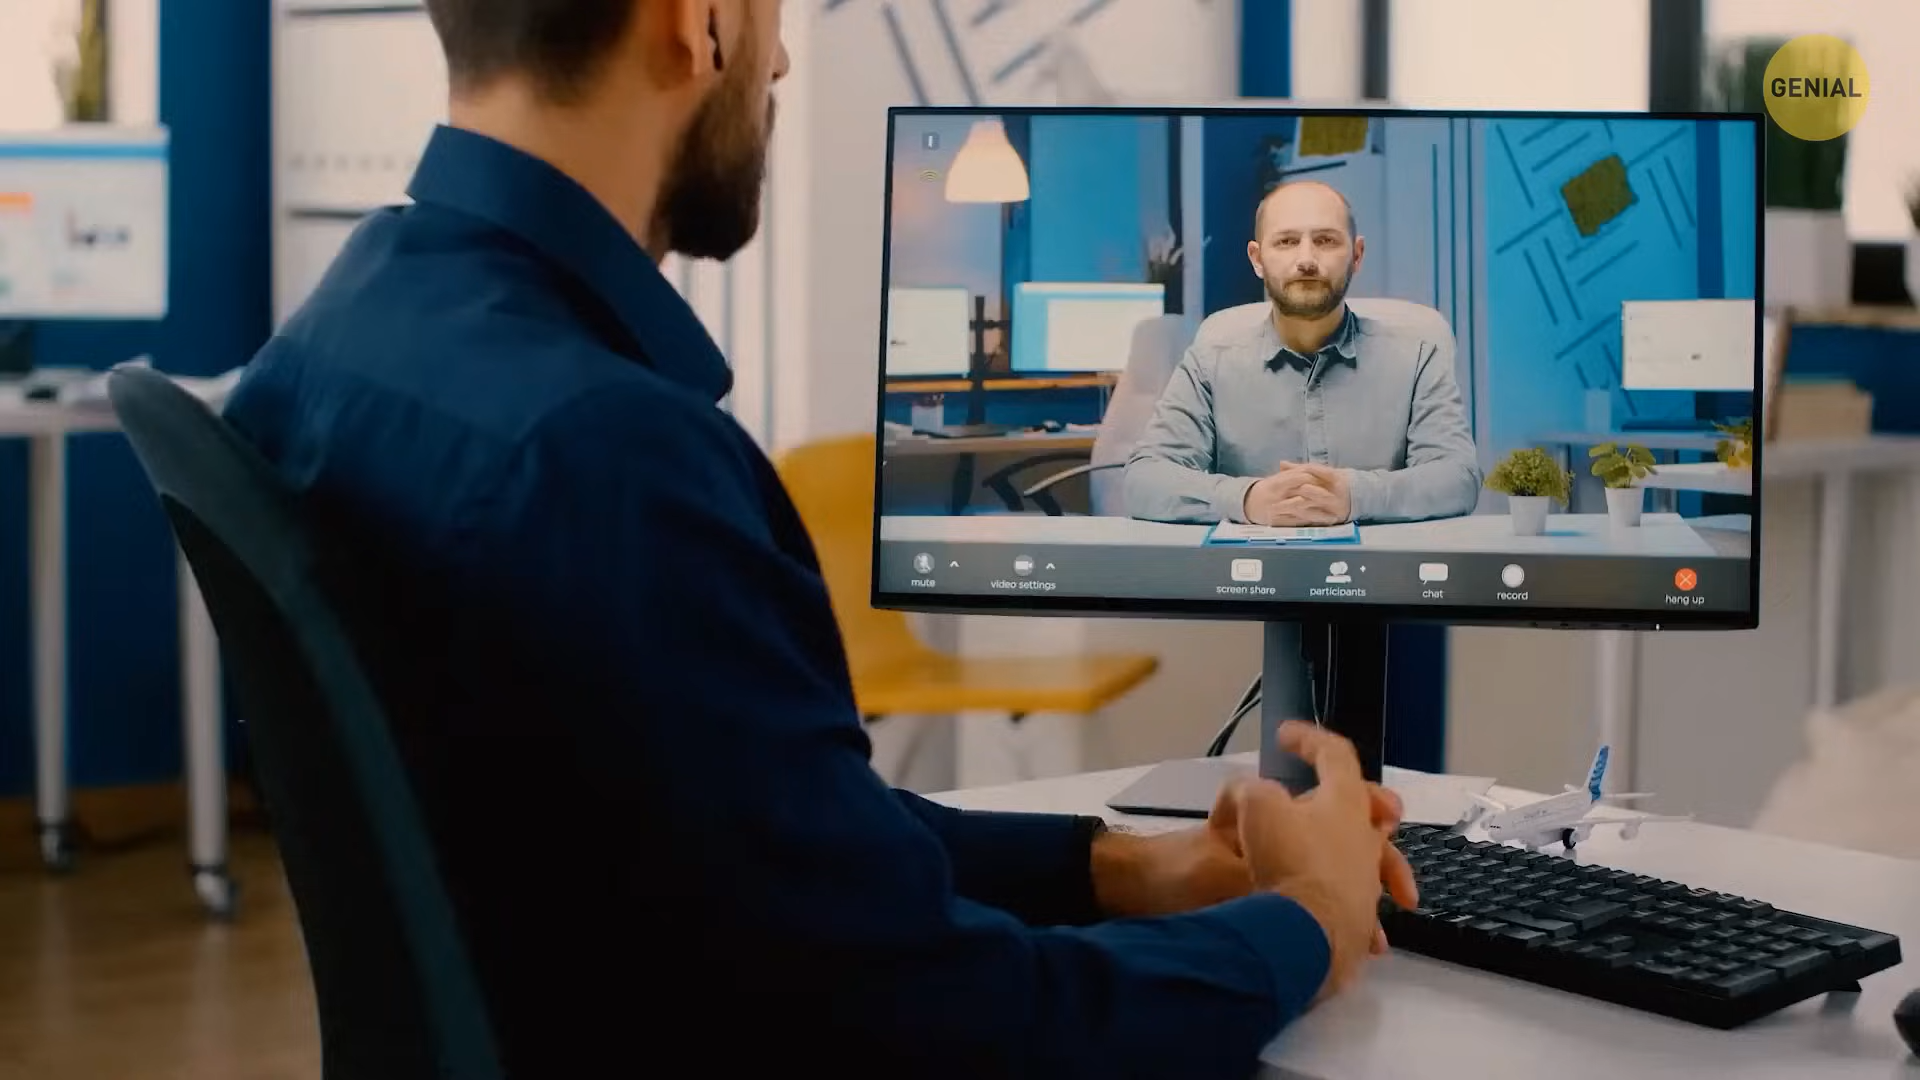 GENIAL
mute
video settings
screen share
participants
chat
record
hang up